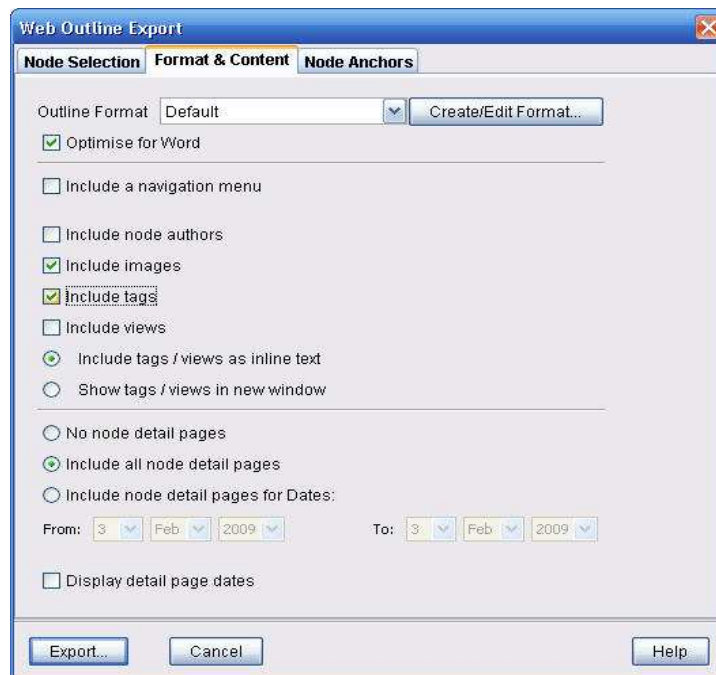 Web Outline Export
Node Selection Format & Content Node Anchors
Outline Format Default Create/Edit Format...
Optimise for Word
Include a navigation menu
Include node authors
Include images
Include tags
Include views
Include tags / views as inline text
Show tags / views in new window
No node detail pages
Include all node detail pages
Include node detail pages for Dates:
From: 3 Feb 2009 To: 3 Feb 2009
Display detail page dates
Export... Cancel Help